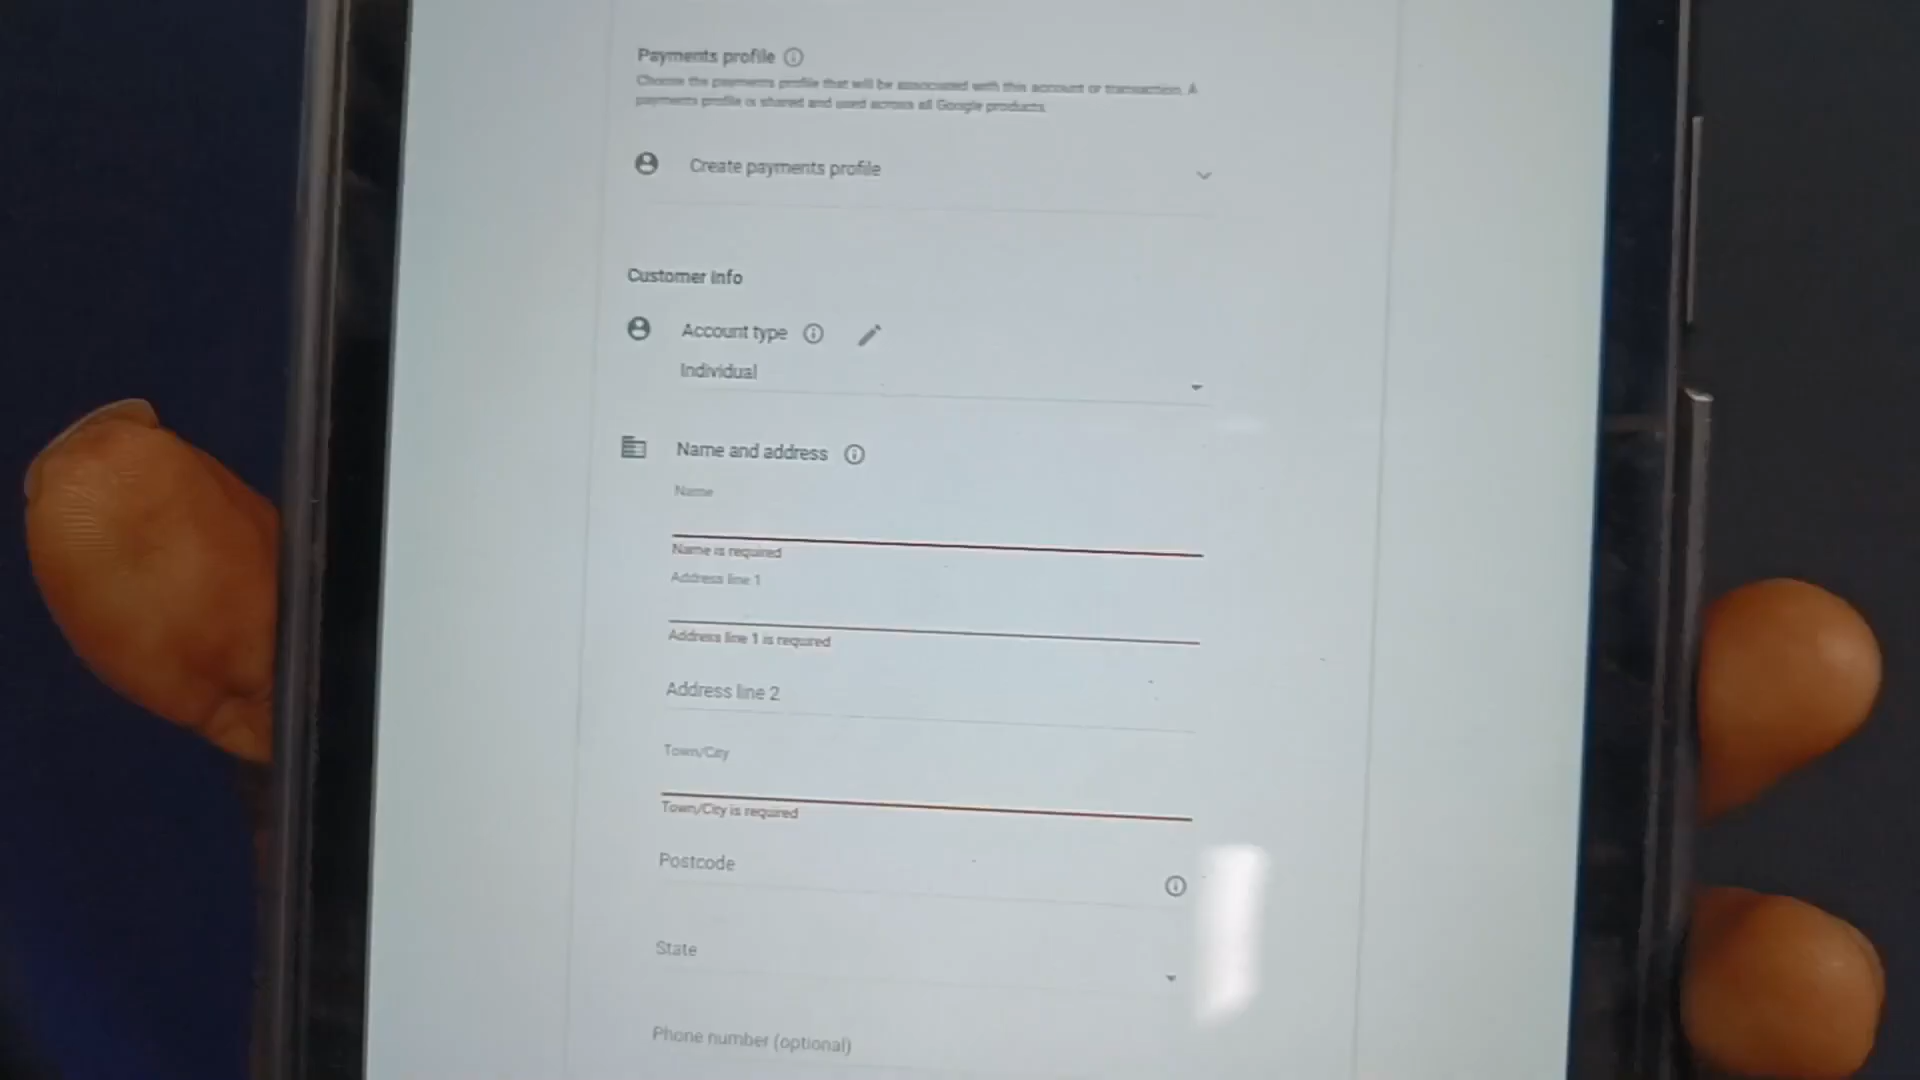 Payments profile
Choose the payments profile that will be associated with this account or transaction. A
payments profile is shared and used across all Google products.
Create payments profile
Customer info
Account type
Individual
Name and address
Name
Name is required
Address line 1
Address line 1 is required
Address line 2
Town/City
Town/City is required
Postcode
State
Phone number (optional)